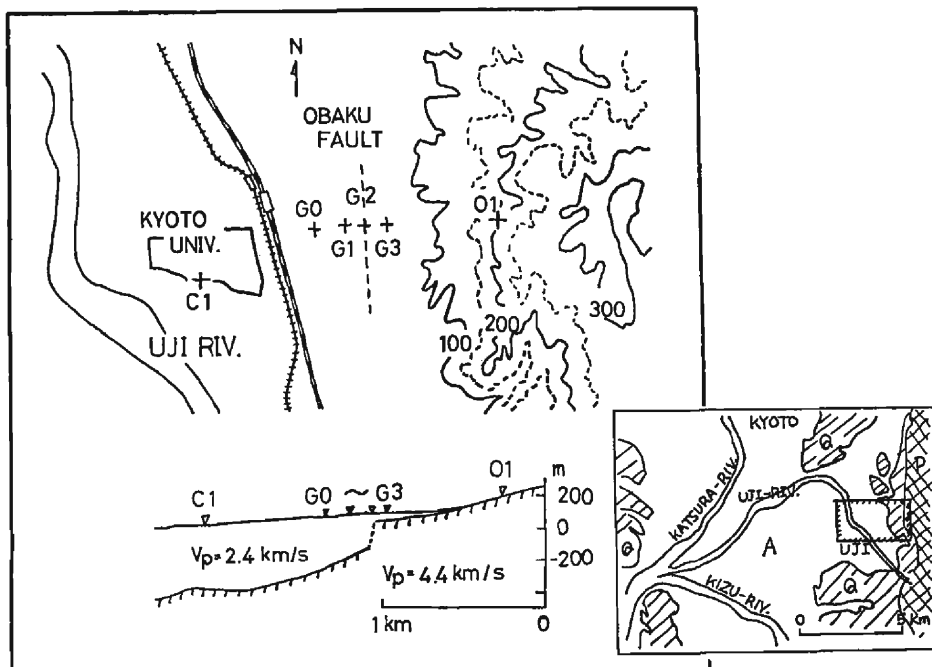 N
OBAKU
FAULT
G2
G0
G1 G3
O1
KYOTO
UNIV.
C1
UJI RIV.
100
200
300
C1
G0 ~ G3
O1
m
200
0
-200
Vp=2.4 km/s
Vp=4.4 km/s
1 km
0
KYOTO
Q
P
KATSURA-RIV.
UJI-RIV.
A
UJI
Q
Q
KIZU-RIV.
0
5 km